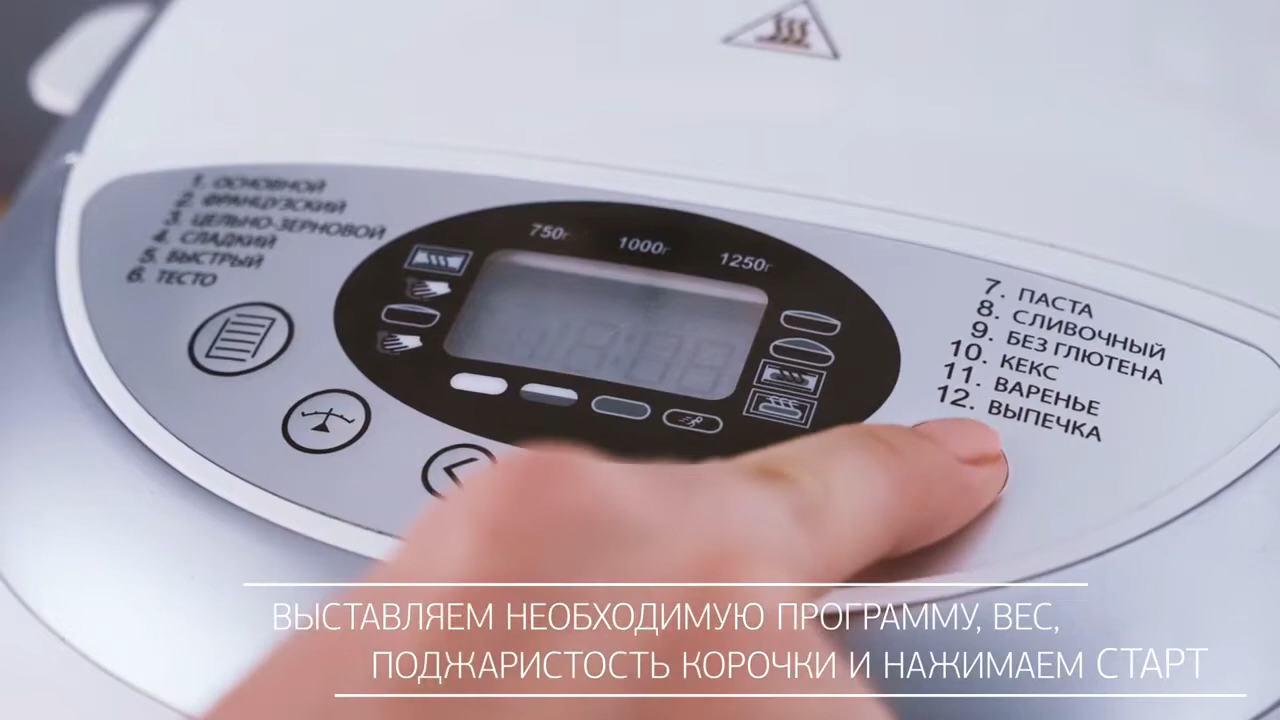 1. ОСНОВНОЙ
2. ФРАНЦУЗСКИЙ
3. ЦЕЛЬНО-ЗЕРНОВОЙ
4. СЛАДКИЙ
5. БЫСТРЫЙ
6. ТЕСТО
750г 1000г 1250г
7. ПАСТА
8. СЛИВОЧНЫЙ
9. БЕЗ ГЛЮТЕНА
10. КЕКС
11. ВАРЕНЬЕ
12. ВЫПЕЧКА
ВЫСТАВЛЯЕМ НЕОБХОДИМУЮ ПРОГРАММУ, ВЕС,
ПОДЖАРИСТОСТЬ КОРОЧКИ И НАЖИМАЕМ СТАРТ